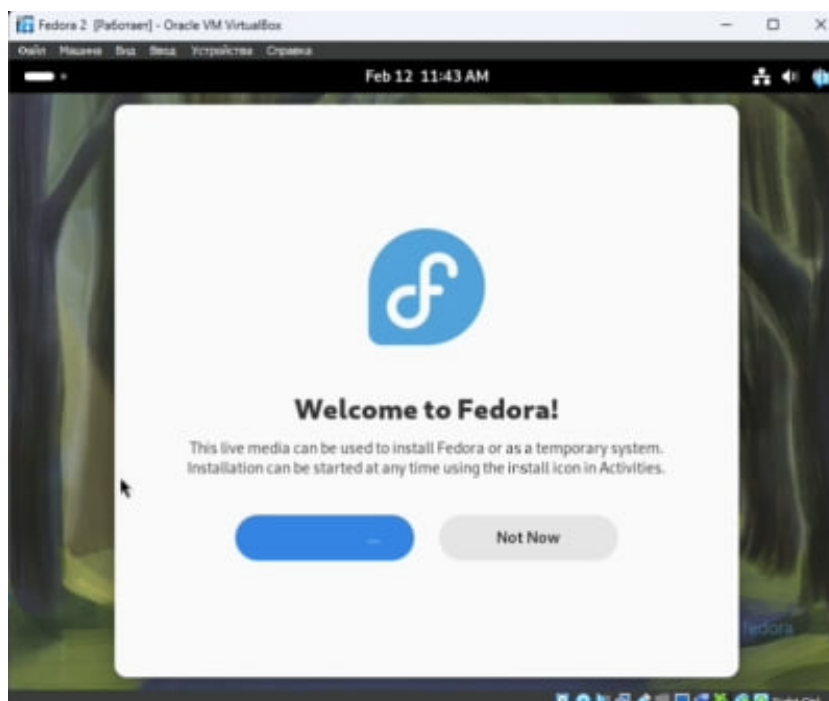 Fedora 2 [Работает] - Oracle VM VirtualBox
Файл Машина Вид Ввод Устройства Справка
Feb 12 11:43 AM
Welcome to Fedora!
This live media can be used to install Fedora or as a temporary system.
Installation can be started at any time using the install icon in Activities.
Not Now
fedora
Right Ctrl